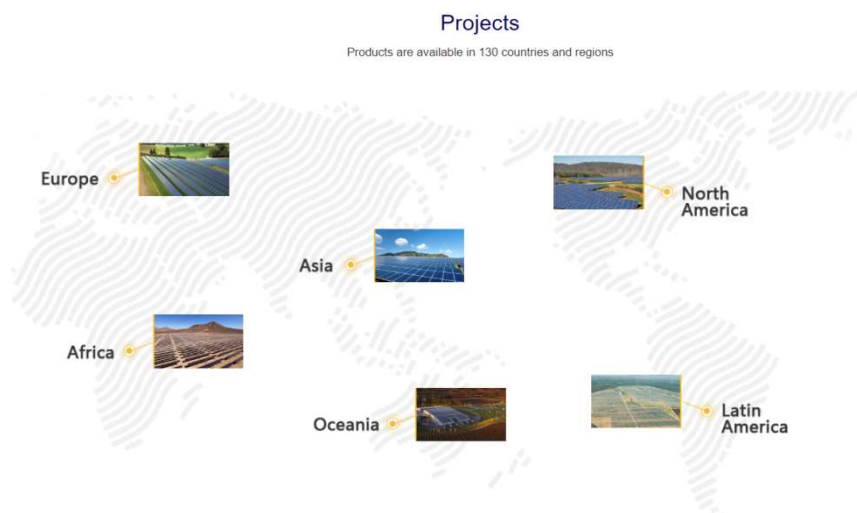 Projects
Products are available in 130 countries and regions
Europe
North
America
Asia
Africa
Oceania
Latin
America